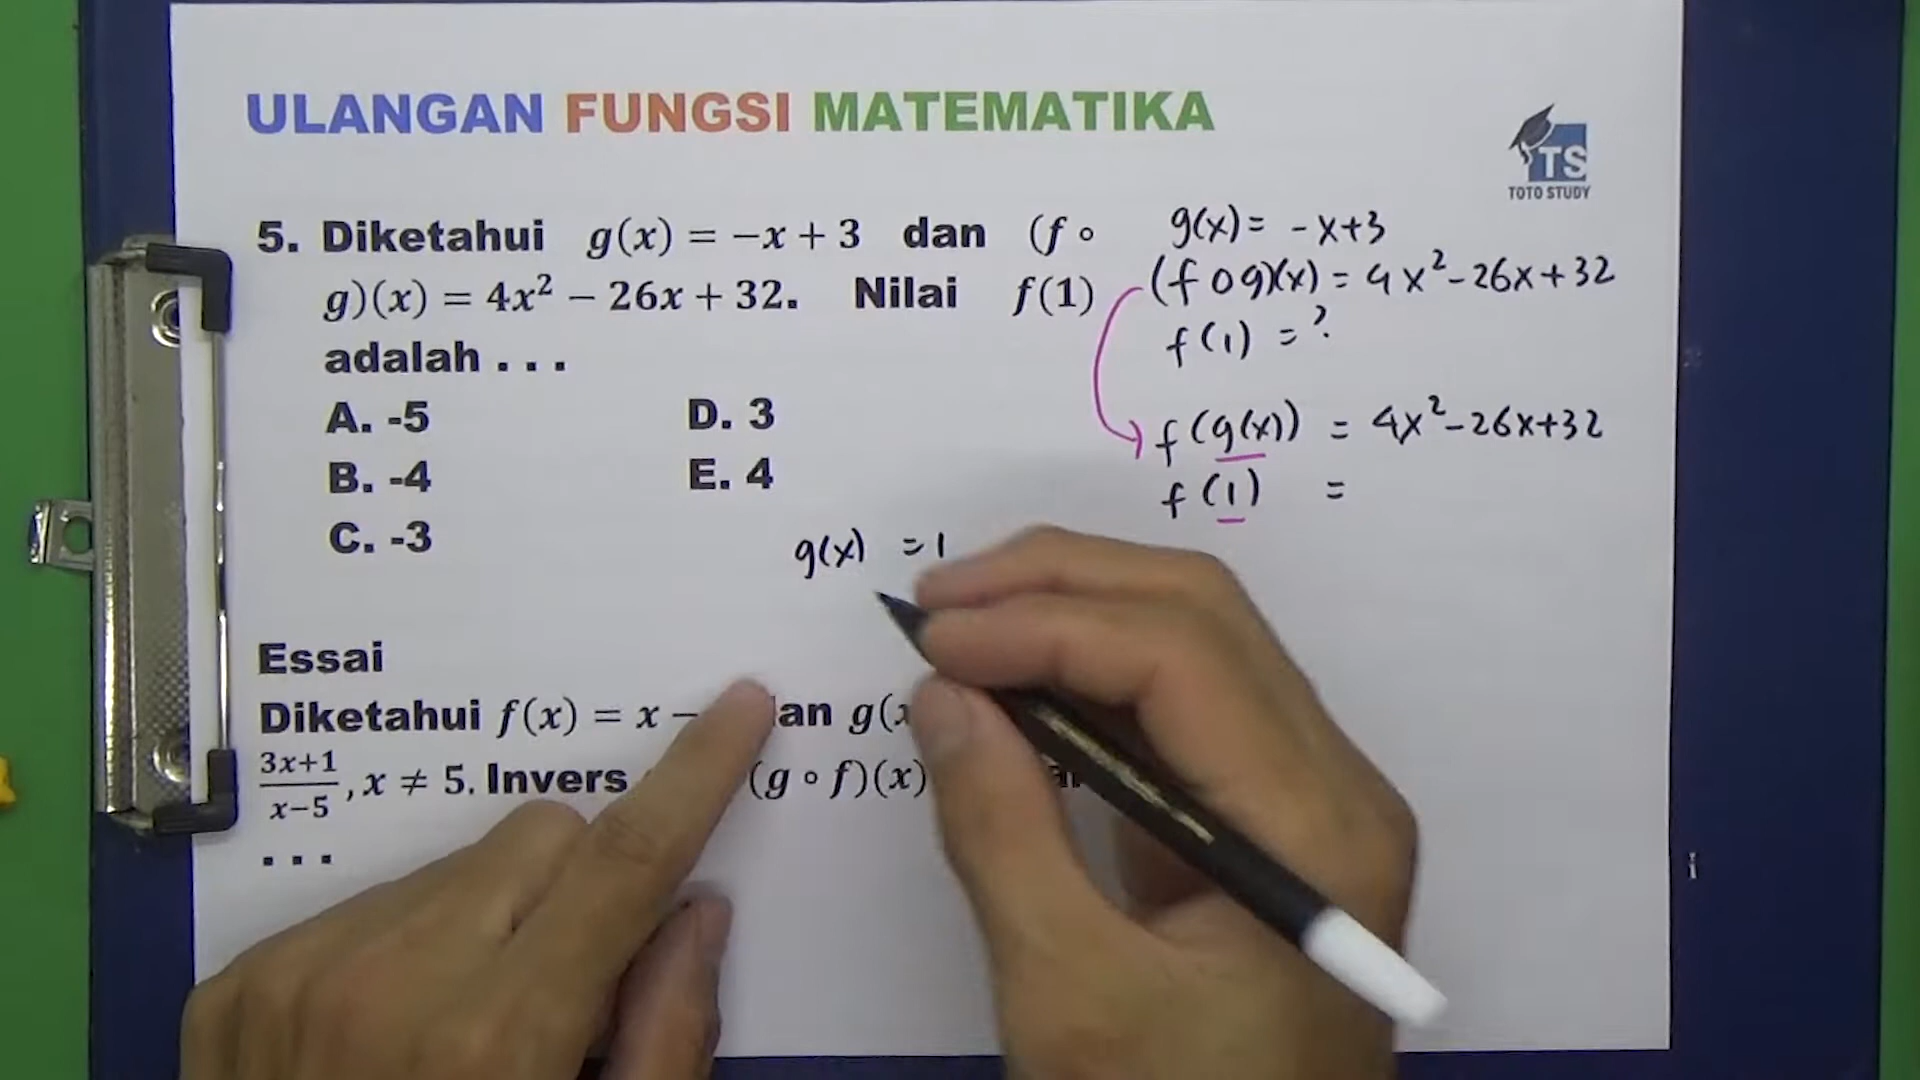 ULANGAN FUNGSI MATEMATIKA
TS
TOTO STUDY
5. Diketahui g(x) = −x + 3 dan (f ∘
g)(x) = 4x² − 26x + 32. Nilai f(1)
adalah . . .
A. -5
B. -4
C. -3
D. 3
E. 4
g(x) = -x+3
(f o g)(x) = 4x²-26x+32
f(1) = ?
f(g(x)) = 4x²-26x+32
f(1) =
g(x) = 1
Essai
Diketahui f(x) = x − dan g(x
3x+1
x−5
, x ≠ 5. Invers (g ∘ f)(x)
. . .